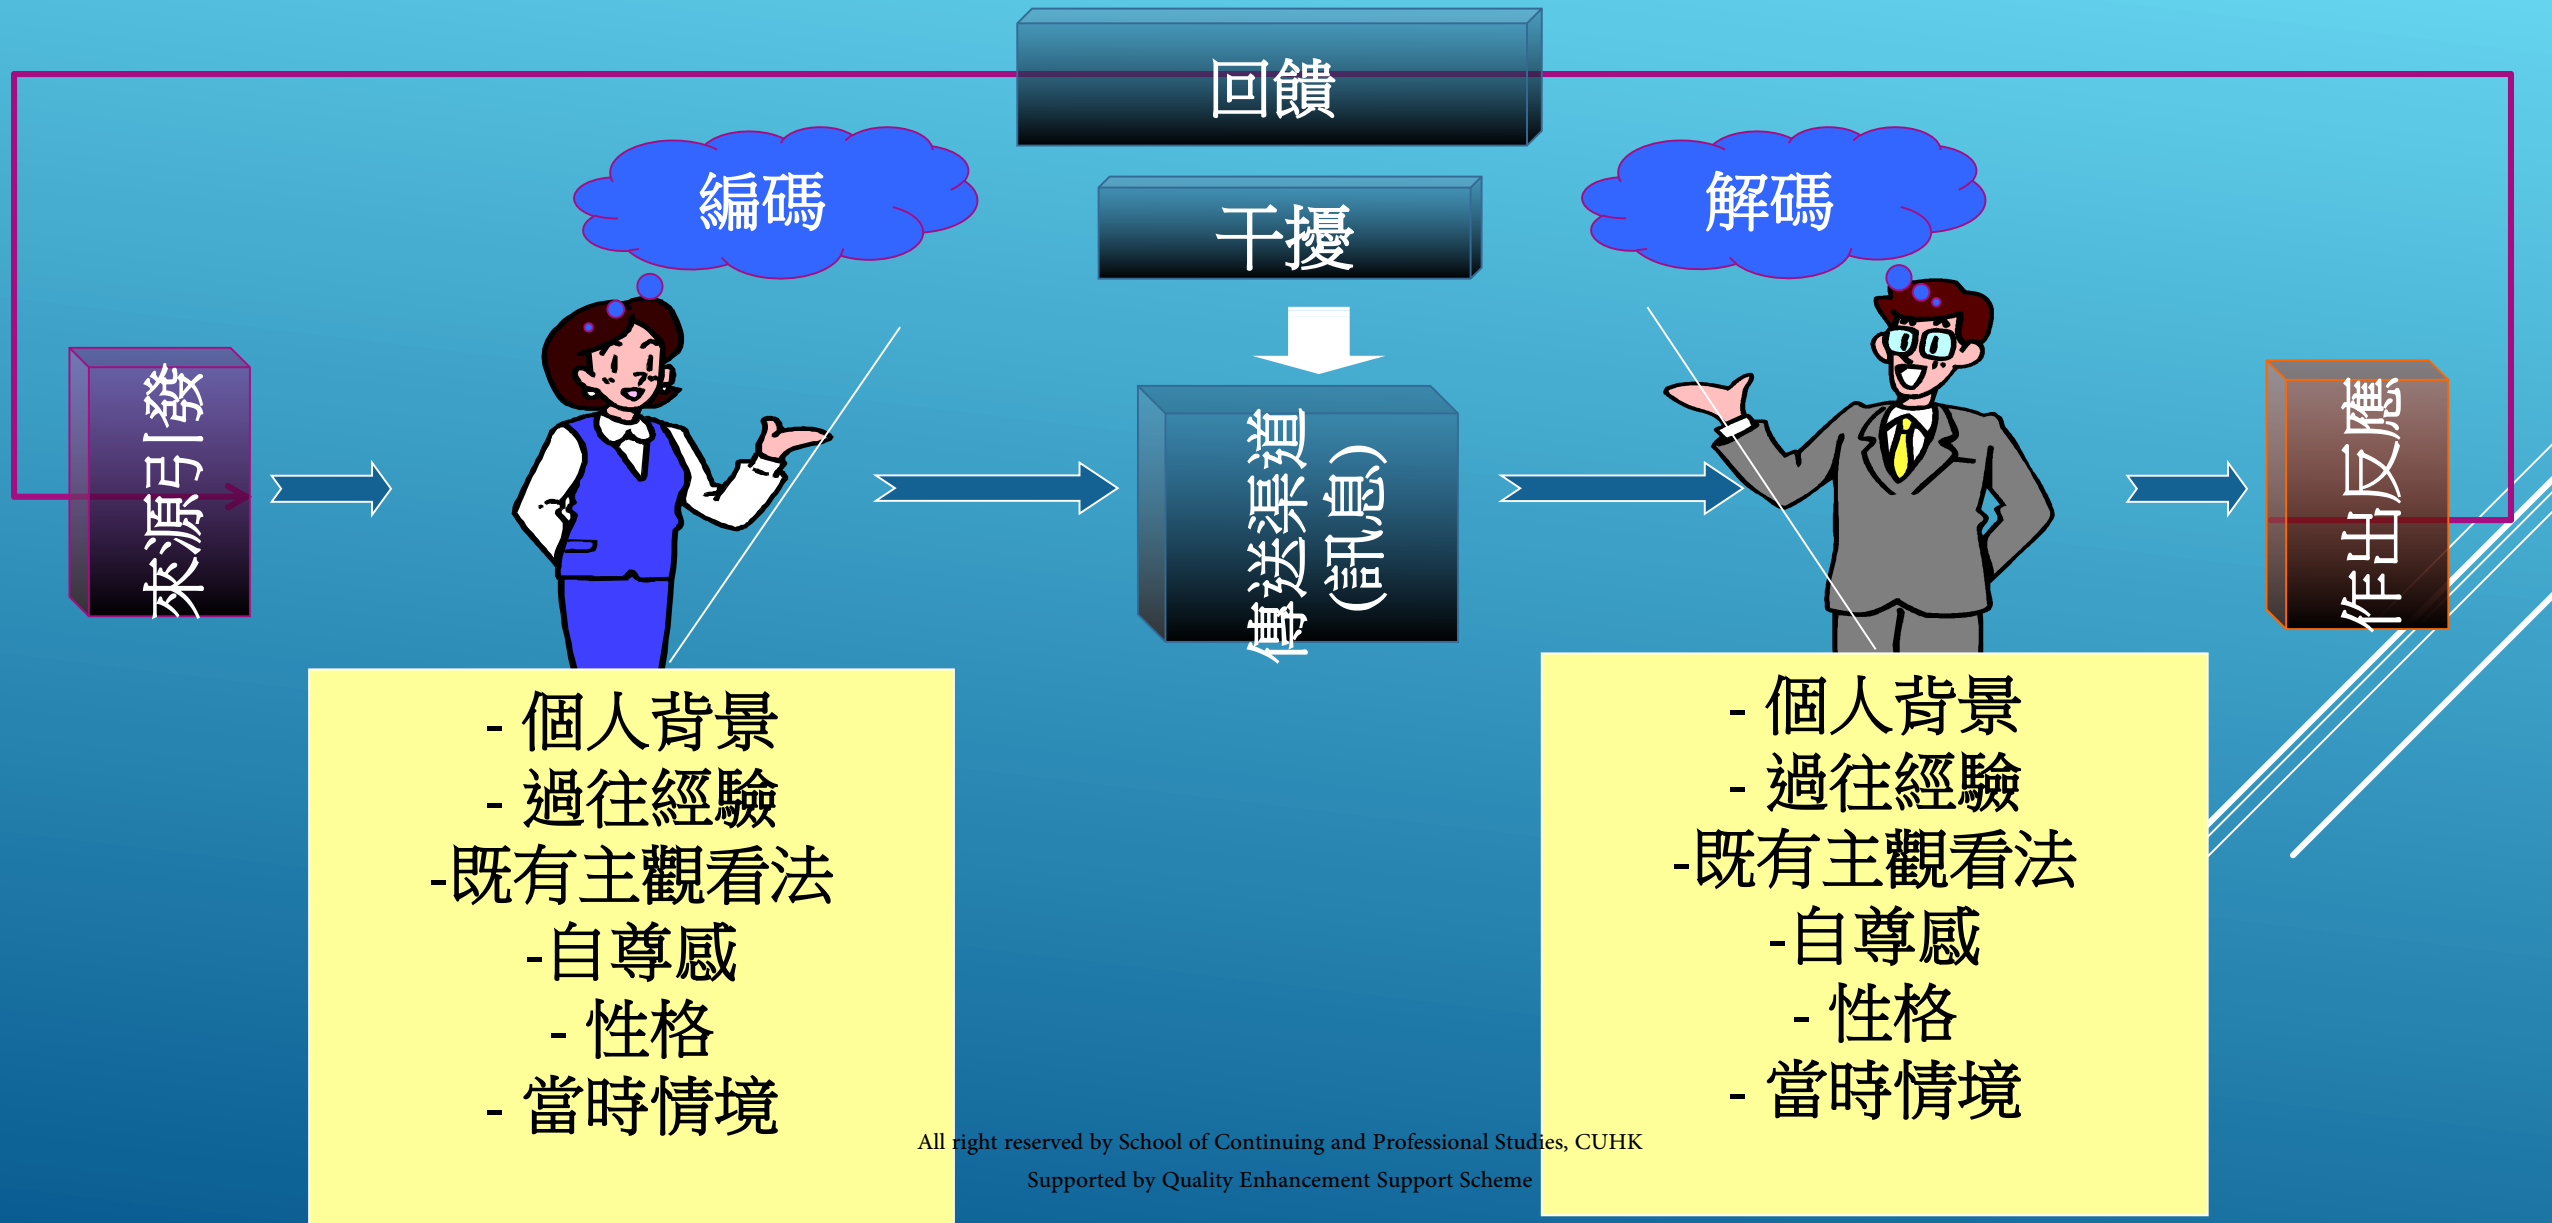 回饋
編碼
干擾
解碼
來源引發
傳送渠道
(訊息)
作出反應
- 個人背景
- 過往經驗
-既有主觀看法
-自尊感
- 性格
- 當時情境
- 個人背景
- 過往經驗
-既有主觀看法
-自尊感
- 性格
- 當時情境
All right reserved by School of Continuing and Professional Studies, CUHK
Supported by Quality Enhancement Support Scheme